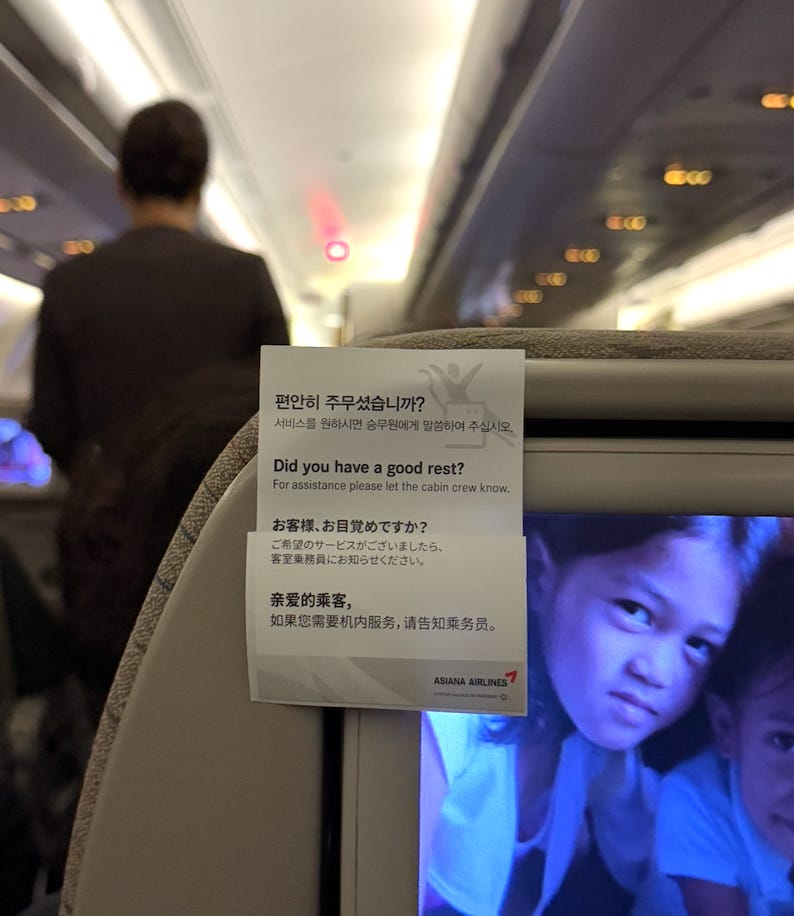 편안히 주무셨습니까?
서비스를 원하시면 승무원에게 말씀하여 주십시오.
Did you have a good rest?
For assistance please let the cabin crew know.
お客様、お目覚めですか？
ご希望のサービスがございましたら、
客室乗務員にお知らせください。
亲爱的乘客，
如果您需要机内服务，请告知乘务员。
ASIANA AIRLINES